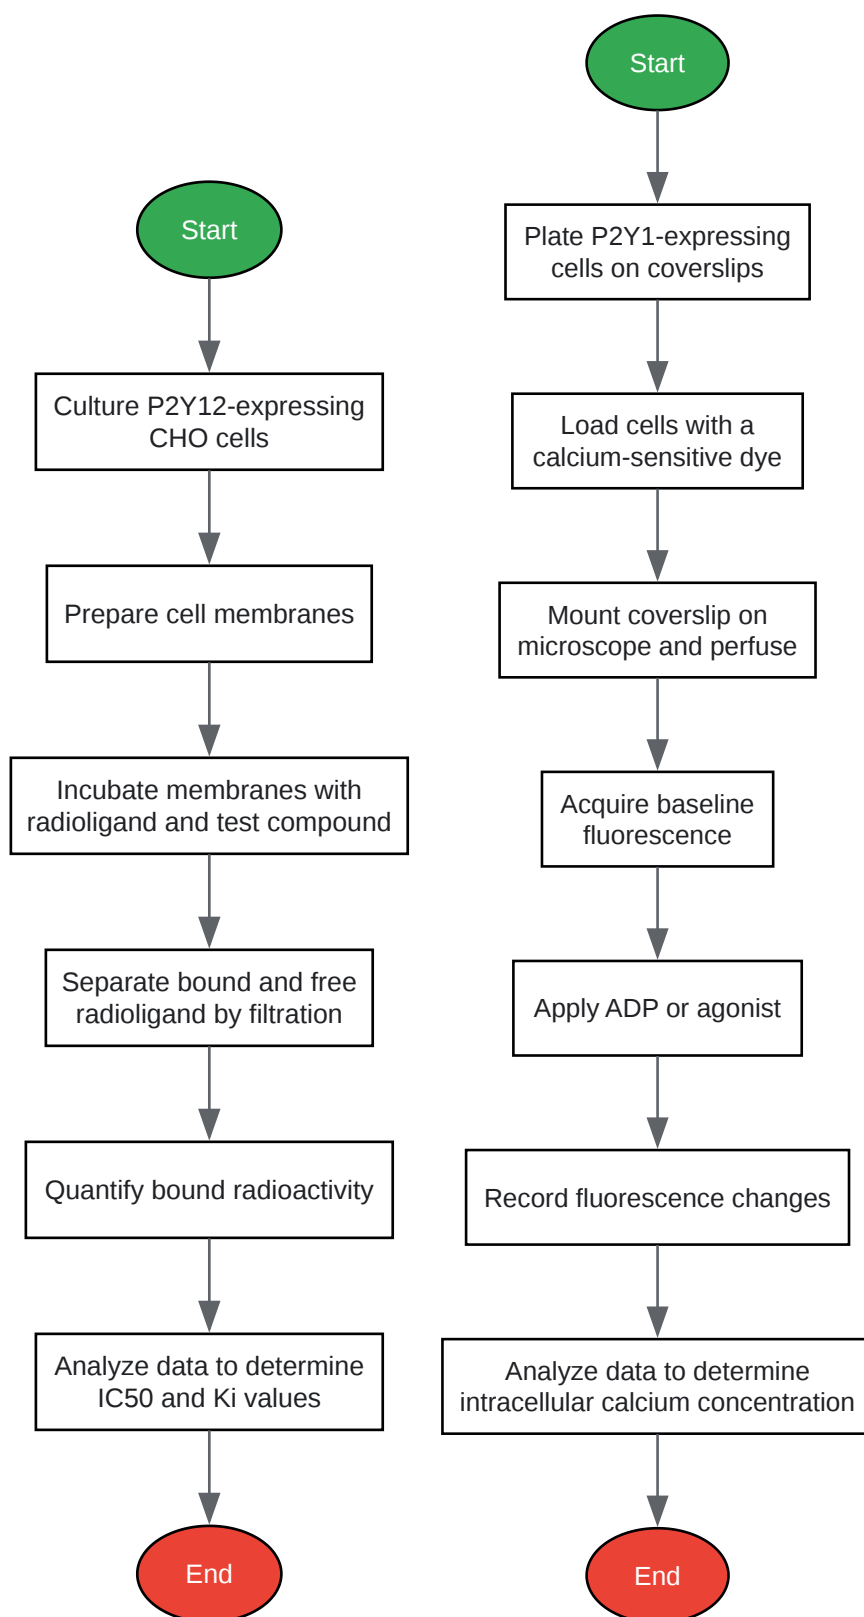 Start
Culture P2Y12-expressing
CHO cells
Prepare cell membranes
Incubate membranes with
radioligand and test compound
Separate bound and free
radioligand by filtration
Quantify bound radioactivity
Analyze data to determine
IC50 and Ki values
End
Start
Plate P2Y1-expressing
cells on coverslips
Load cells with a
calcium-sensitive dye
Mount coverslip on
microscope and perfuse
Acquire baseline
fluorescence
Apply ADP or agonist
Record fluorescence changes
Analyze data to determine
intracellular calcium concentration
End